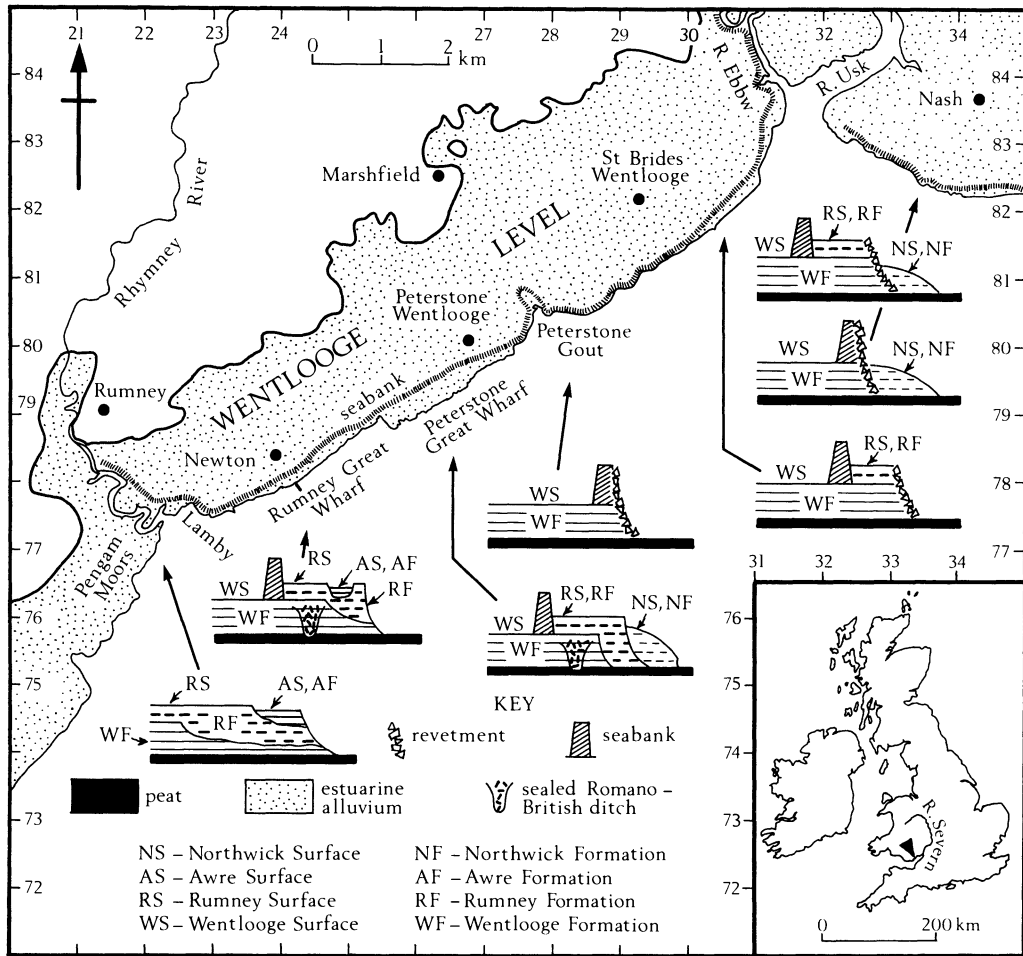 21 22 23 24 27 28 29 30 32 34
0 1 2
km
84
83
82
81
80
79
78
77
76
75
74
73
72
84
83
82
81
80
79
78
77
R. Ebbw
R. Usk
Nash
Marshfield
St Brides
Wentlooge
River
Rhymney
LEVEL
WENTLOOGE
Peterstone
Wentlooge
Peterstone
Gout
seabank
Rumney
Newton
Peterstone
Great Wharf
Rumney Great
Wharf
Lamby
Pengam
Moors
RS, RF
WS
NS, NF
WF
WS
NS, NF
WF
RS, RF
WS
WF
WS
WF
RS
AS, AF
WS
RF
WF
RS, RF
NS, NF
WS
WF
RS
AS, AF
RF
WF
KEY
revetment
seabank
peat
estuarine
alluvium
sealed Romano –
British ditch
NS – Northwick Surface
AS – Awre Surface
RS – Rumney Surface
WS – Wentlooge Surface
NF – Northwick Formation
AF – Awre Formation
RF – Rumney Formation
WF – Wentlooge Formation
31 32 33 34
76
75
74
73
72
R. Severn
0 200 km